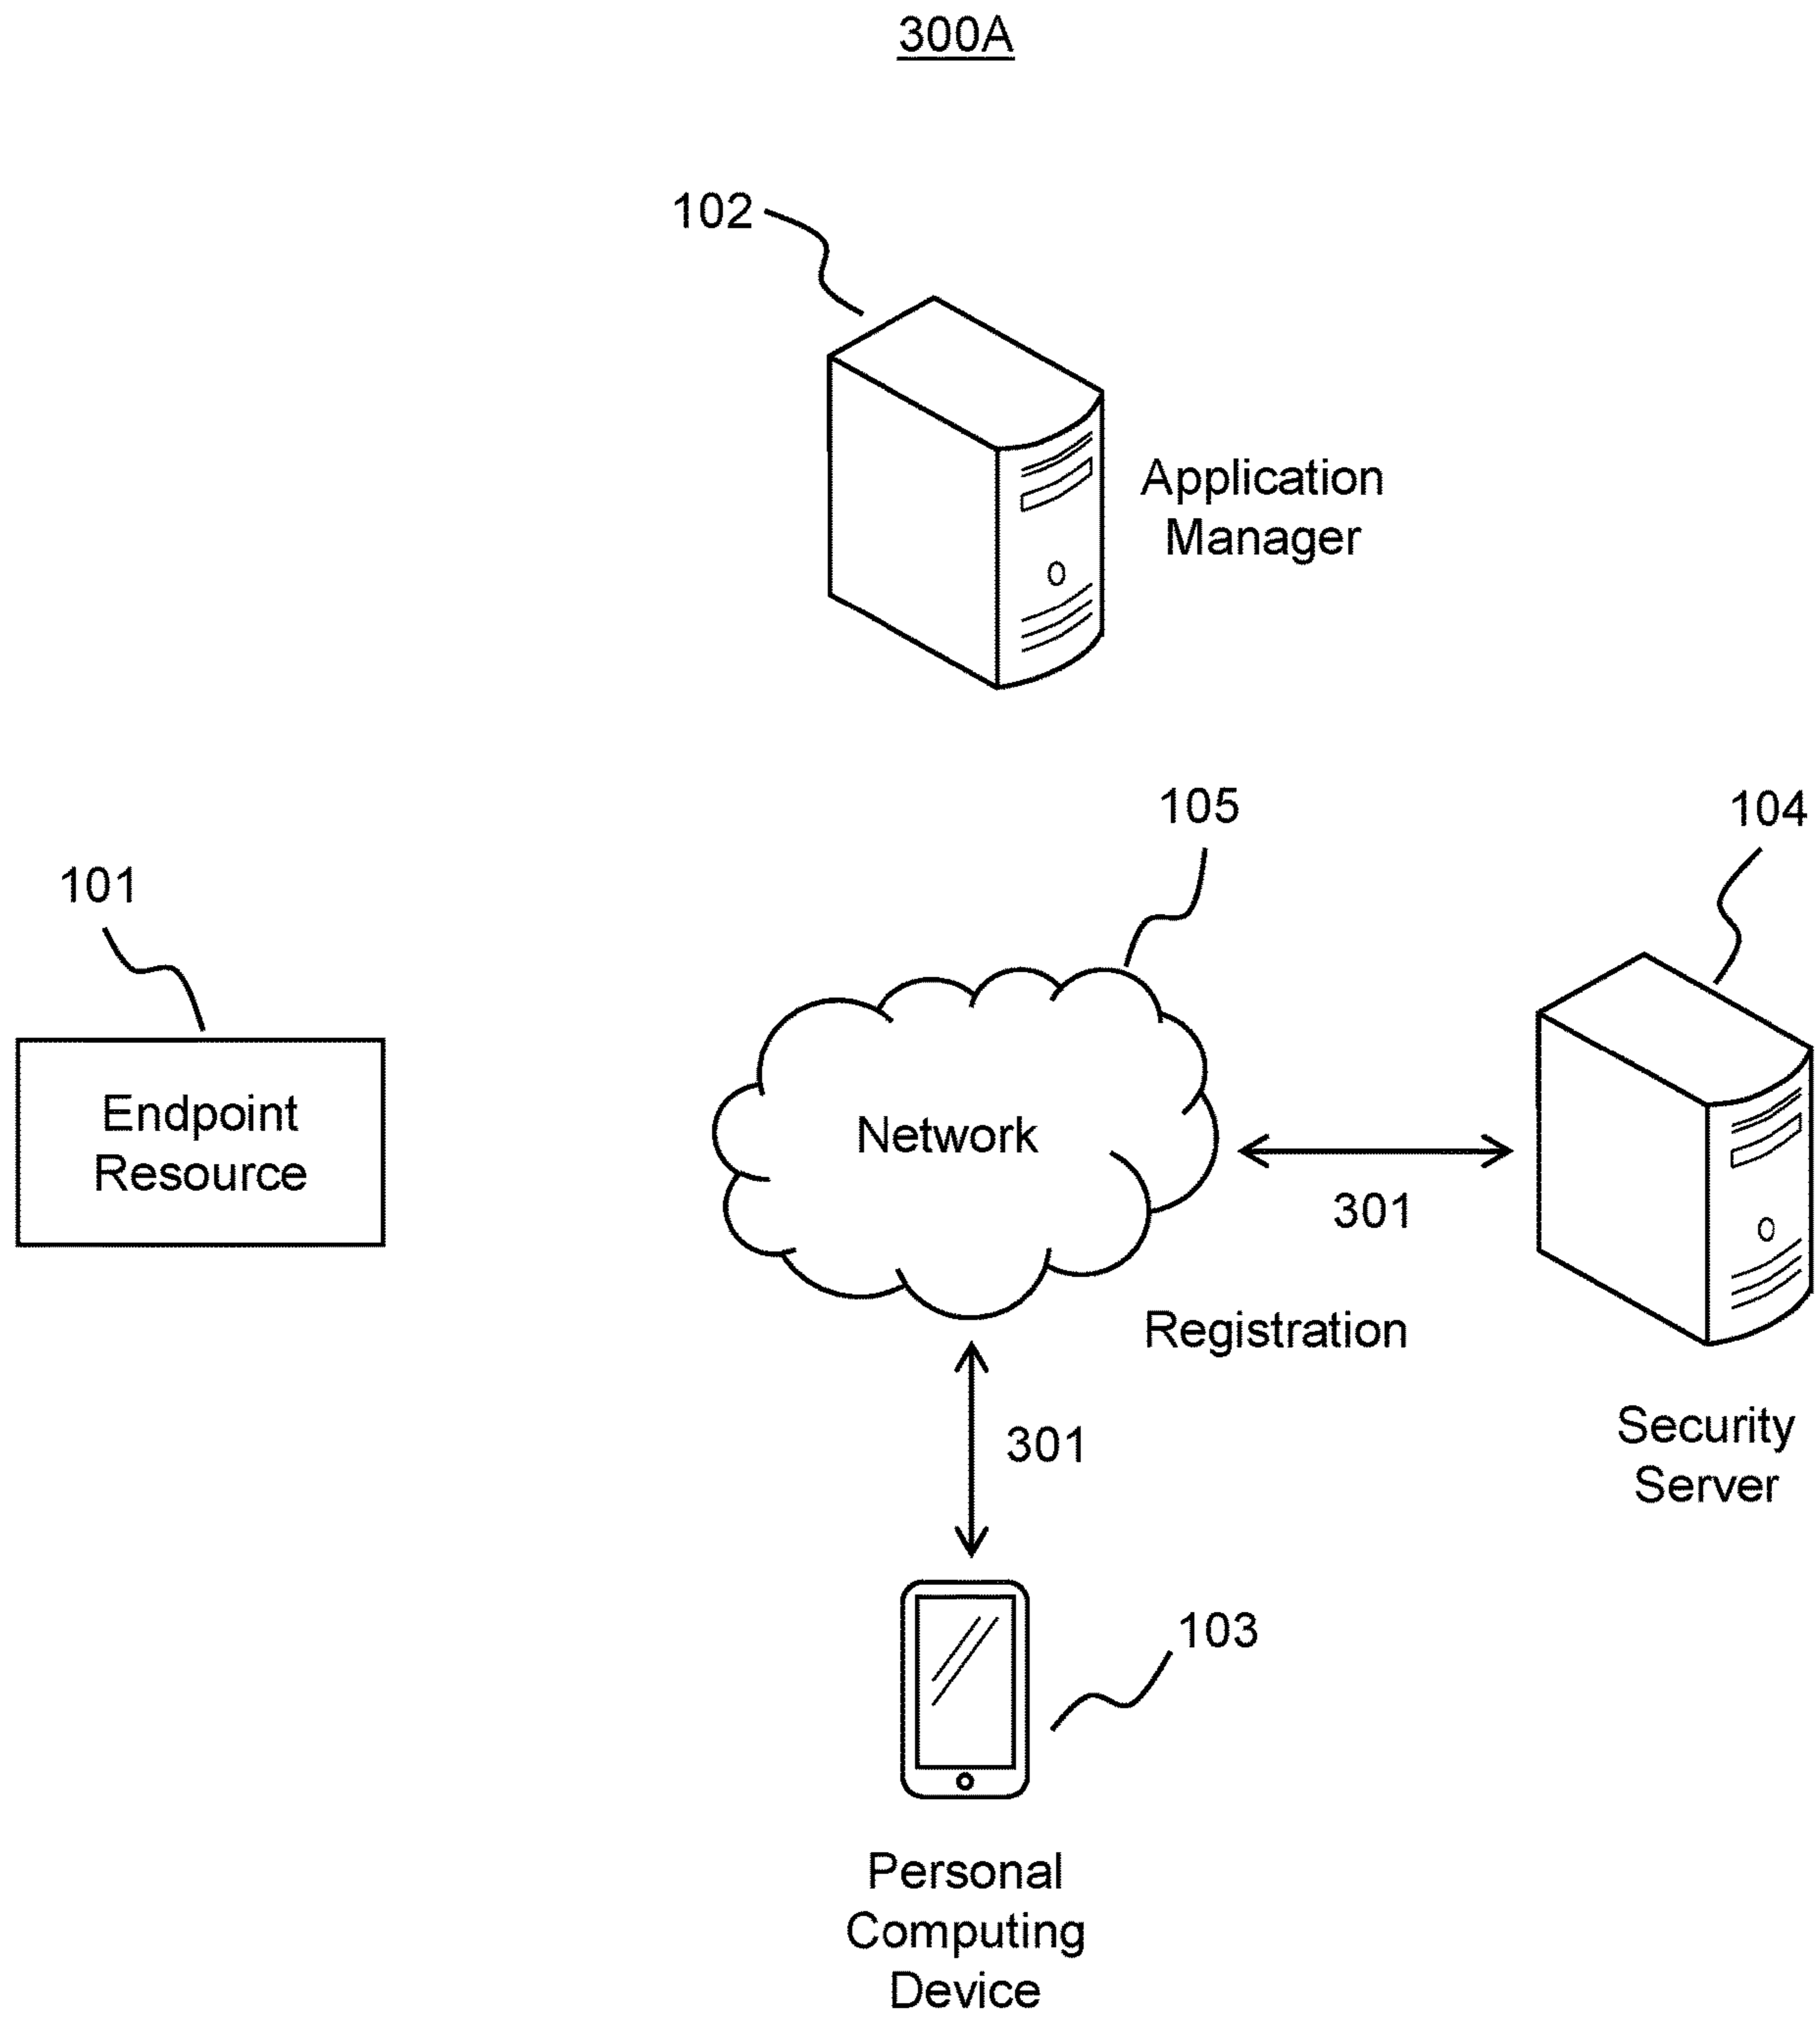 300A
102
Application
Manager
105
104
101
Endpoint
Resource
Network
301
Registration
301
Security
Server
103
Personal
Computing
Device